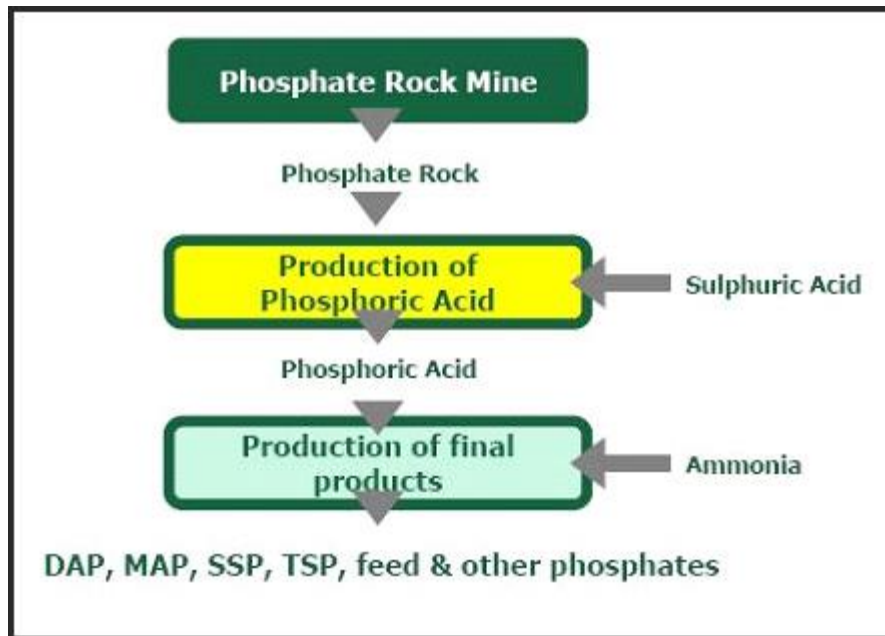 Phosphate Rock Mine
Phosphate Rock
Production of
Phosphoric Acid
Sulphuric Acid
Phosphoric Acid
Production of final
products
Ammonia
DAP, MAP, SSP, TSP, feed & other phosphates